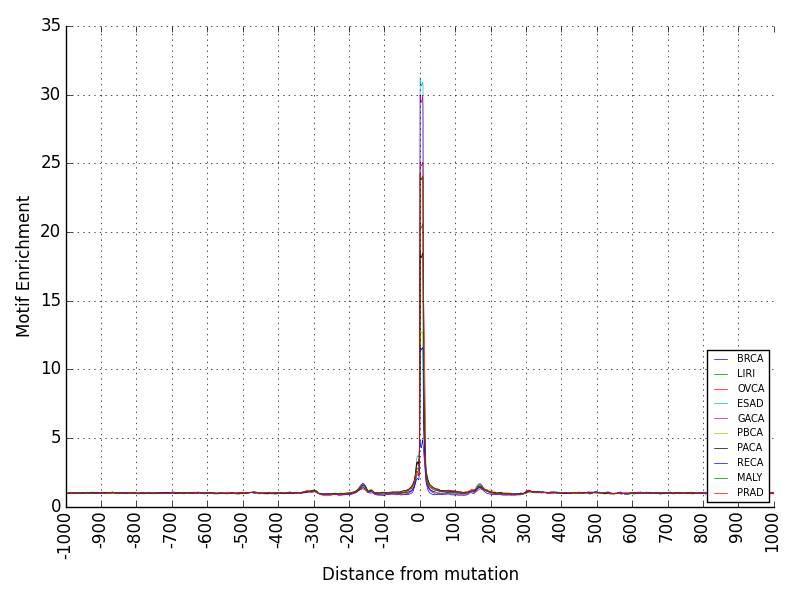 35
30
25
20
15
10
5
0
Motif Enrichment
-1000 -900 -800 -700 -600 -500 -400 -300 -200 -100 0 100 200 300 400 500 600 700 800 900 1000
Distance from mutation
BRCA
LIRI
OVCA
ESAD
GACA
PBCA
PACA
RECA
MALY
PRAD